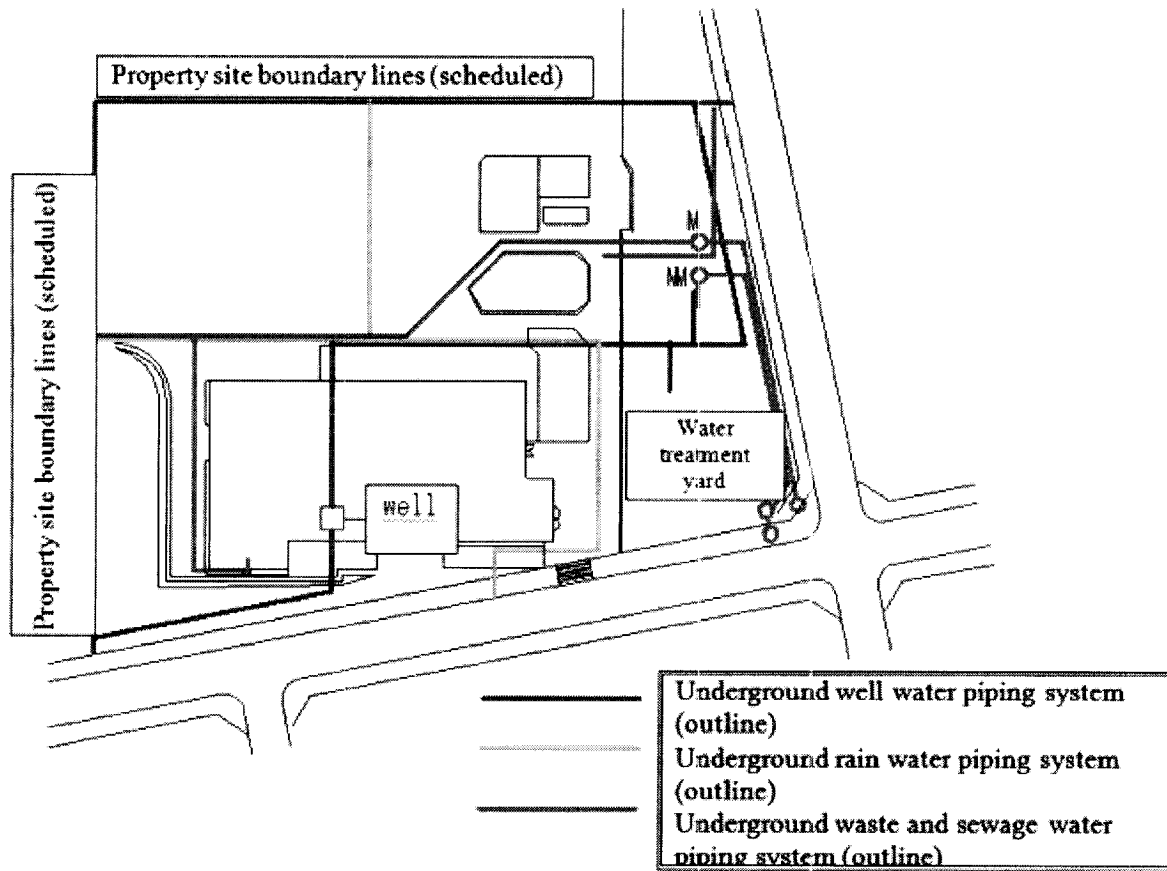 Property site boundary lines (scheduled)
Property site boundary lines (scheduled)
M
NM
Water
treatment
yard
well
Underground well water piping system
(outline)
Underground rain water piping system
(outline)
Underground waste and sewage water
piping system (outline)